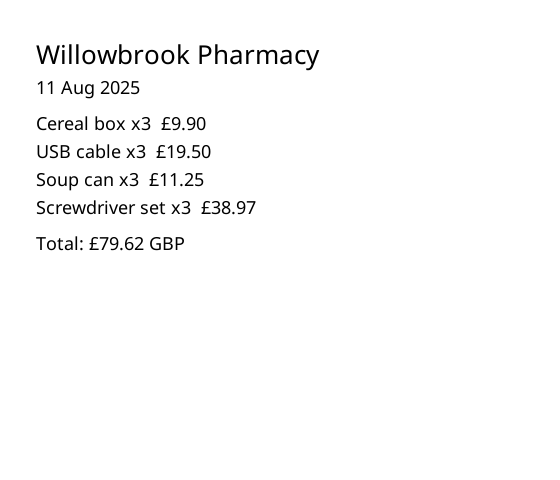 Willowbrook Pharmacy
11 Aug 2025
Cereal box x3 £9.90
USB cable x3 £19.50
Soup can x3 £11.25
Screwdriver set x3 £38.97
Total: £79.62 GBP